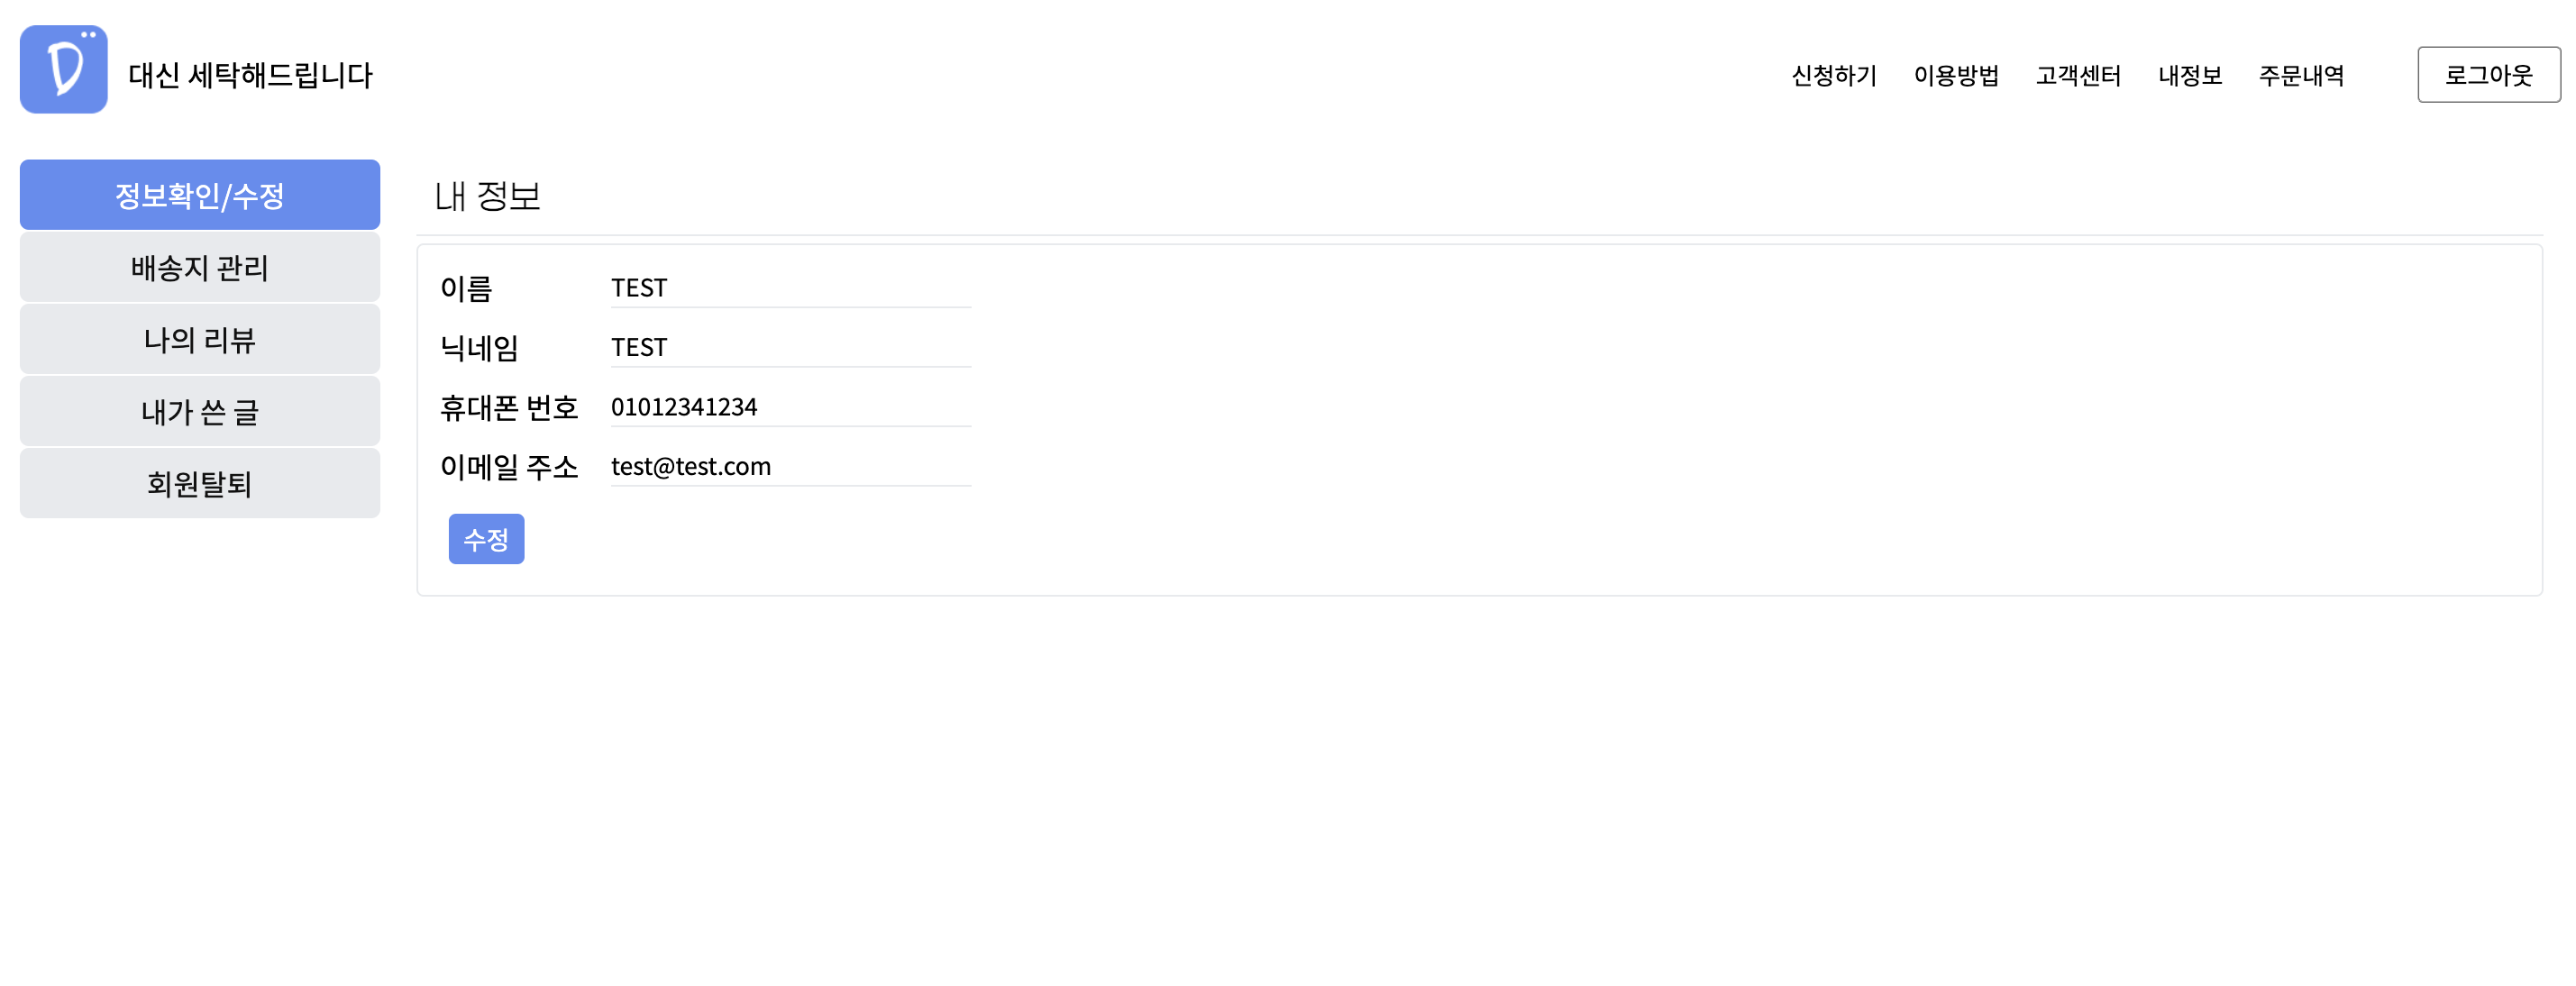 대신 세탁해드립니다
신청하기 이용방법 고객센터 내정보 주문내역 로그아웃
정보확인/수정
배송지 관리
나의 리뷰
내가 쓴 글
회원탈퇴
내 정보
이름 TEST
닉네임 TEST
휴대폰 번호 01012341234
이메일 주소 test@test.com
수정